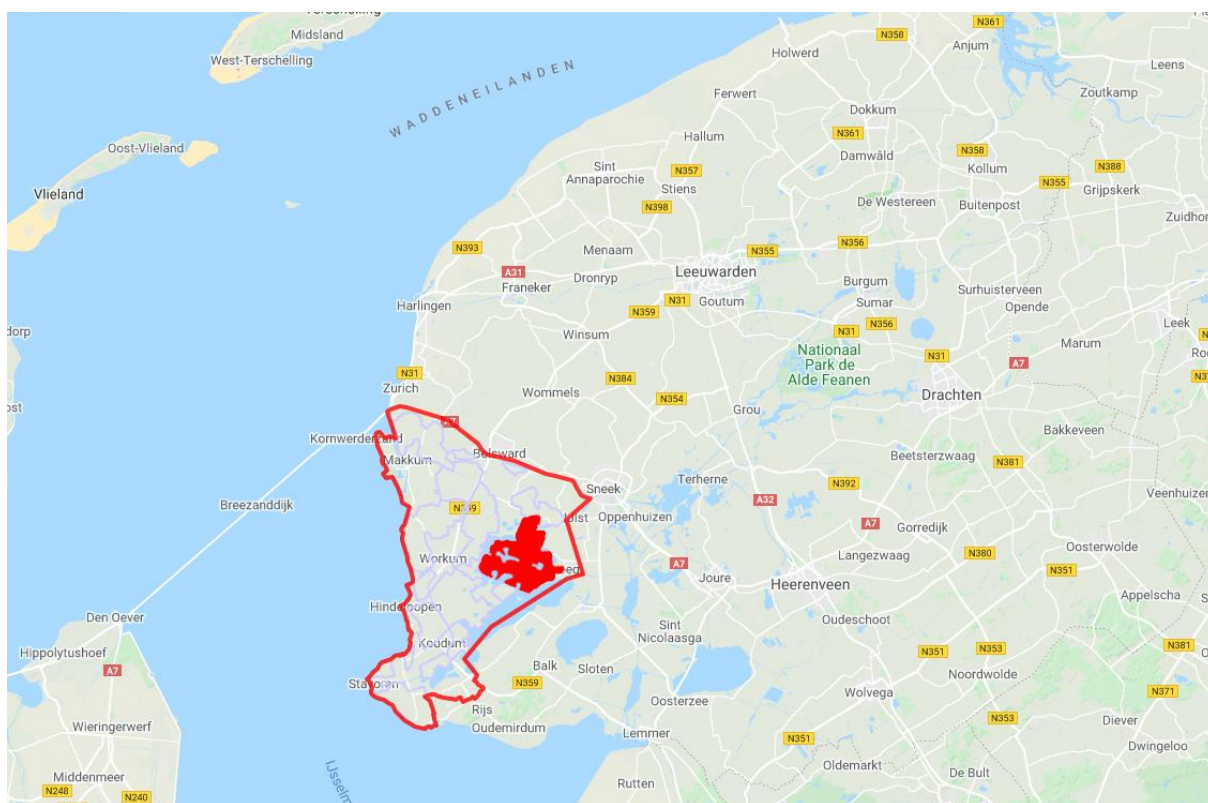 Terschelling
Midsland
West-Terschelling
WADDENEILANDEN
Oost-Vlieland
Vlieland
N361
N358
Anjum
Holwerd
Leens
Ferwert
Zoutkamp
Dokkum
Hallum
N361
Damwâld
N358
Kollum
N388
Sint
Annaparochie
N357
Stiens
N355
Grijpskerk
N398
De Westereen
Buitenpost
N393
Menaam
N355
N356
A31
Dronryp
Leeuwarden
Burgum
Franeker
Surhuisterveen
Harlingen
N31
Goutum
Sumar
Opende
N359
Winsum
N31
N356
Leek
Marum
Nationaal
Park de
Alde Feanen
N31
A7
N31
Zurich
N384
Wommels
N354
Grou
Drachten
Kornwerderzand
Bolsward
Bakkeveen
Makkum
Beetsterzwaag
N381
Sneek
Terherne
N392
Veenhuizen
A32
Breezanddijk
Oppenhuizen
A7
Gorredijk
Oosterwolde
Workum
Langezwaag
N380
A7
Joure
Heerenveen
N351
Appelscha
Hindeloopen
Den Oever
Sint
Nicolaasga
Oudeschoot
Hippolytushoef
Koudum
N351
N353
N381
A7
Balk
Sloten
Noordwolde
Stavoren
N359
N371
Wolvega
Oosterzee
Rijs
Wieringerwerf
Oudemirdum
Lemmer
N353
Diever
N351
Dwingeloo
Middenmeer
Oldemarkt
De Bult
N248
N240
Rutten